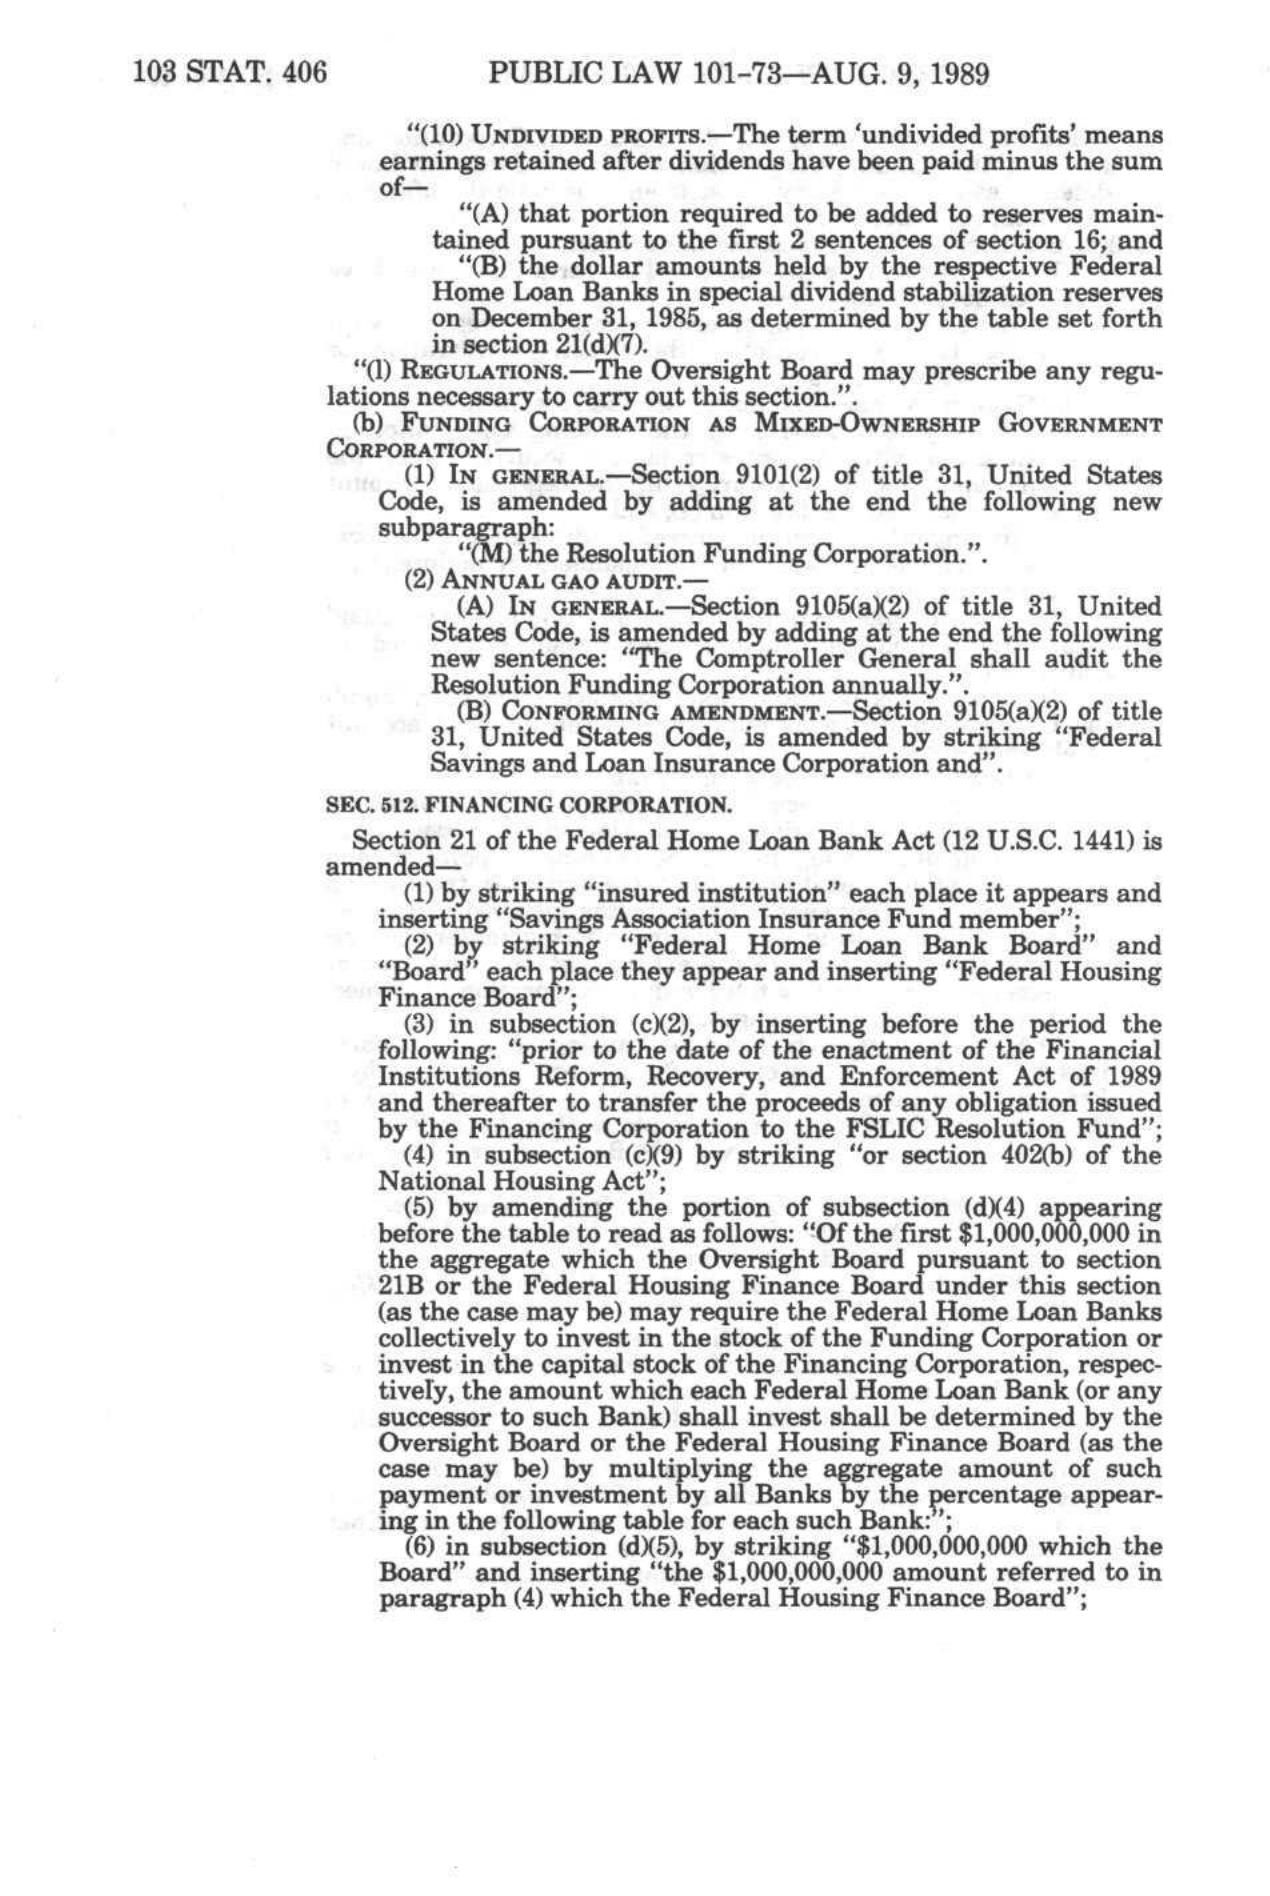 103 STAT. 406 PUBLIC LAW 101-73—AUG. 9, 1989
“(10) UNDIVIDED PROFITS.—The term ‘undivided profits’ means
earnings retained after dividends have been paid minus the sum
of—
“(A) that portion required to be added to reserves main-
tained pursuant to the first 2 sentences of section 16; and
“(B) the dollar amounts held by the respective Federal
Home Loan Banks in special dividend stabilization reserves
on December 31, 1985, as determined by the table set forth
in section 21(d)(7).
“(l) REGULATIONS.—The Oversight Board may prescribe any regu-
lations necessary to carry out this section.”.
(b) FUNDING CORPORATION AS MIXED-OWNERSHIP GOVERNMENT
CORPORATION.—
(1) IN GENERAL.—Section 9101(2) of title 31, United States
Code, is amended by adding at the end the following new
subparagraph:
“(M) the Resolution Funding Corporation.”.
(2) ANNUAL GAO AUDIT.—
(A) IN GENERAL.—Section 9105(a)(2) of title 31, United
States Code, is amended by adding at the end the following
new sentence: “The Comptroller General shall audit the
Resolution Funding Corporation annually.”.
(B) CONFORMING AMENDMENT.—Section 9105(a)(2) of title
31, United States Code, is amended by striking “Federal
Savings and Loan Insurance Corporation and”.
SEC. 512. FINANCING CORPORATION.
Section 21 of the Federal Home Loan Bank Act (12 U.S.C. 1441) is
amended—
(1) by striking “insured institution” each place it appears and
inserting “Savings Association Insurance Fund member”;
(2) by striking “Federal Home Loan Bank Board” and
“Board” each place they appear and inserting “Federal Housing
Finance Board”;
(3) in subsection (c)(2), by inserting before the period the
following: “prior to the date of the enactment of the Financial
Institutions Reform, Recovery, and Enforcement Act of 1989
and thereafter to transfer the proceeds of any obligation issued
by the Financing Corporation to the FSLIC Resolution Fund”;
(4) in subsection (c)(9) by striking “or section 402(b) of the
National Housing Act”;
(5) by amending the portion of subsection (d)(4) appearing
before the table to read as follows: “Of the first $1,000,000,000 in
the aggregate which the Oversight Board pursuant to section
21B or the Federal Housing Finance Board under this section
(as the case may be) may require the Federal Home Loan Banks
collectively to invest in the stock of the Funding Corporation or
invest in the capital stock of the Financing Corporation, respec-
tively, the amount which each Federal Home Loan Bank (or any
successor to such Bank) shall invest shall be determined by the
Oversight Board or the Federal Housing Finance Board (as the
case may be) by multiplying the aggregate amount of such
payment or investment by all Banks by the percentage appear-
ing in the following table for each such Bank:”;
(6) in subsection (d)(5), by striking “$1,000,000,000 which the
Board” and inserting “the $1,000,000,000 amount referred to in
paragraph (4) which the Federal Housing Finance Board”;